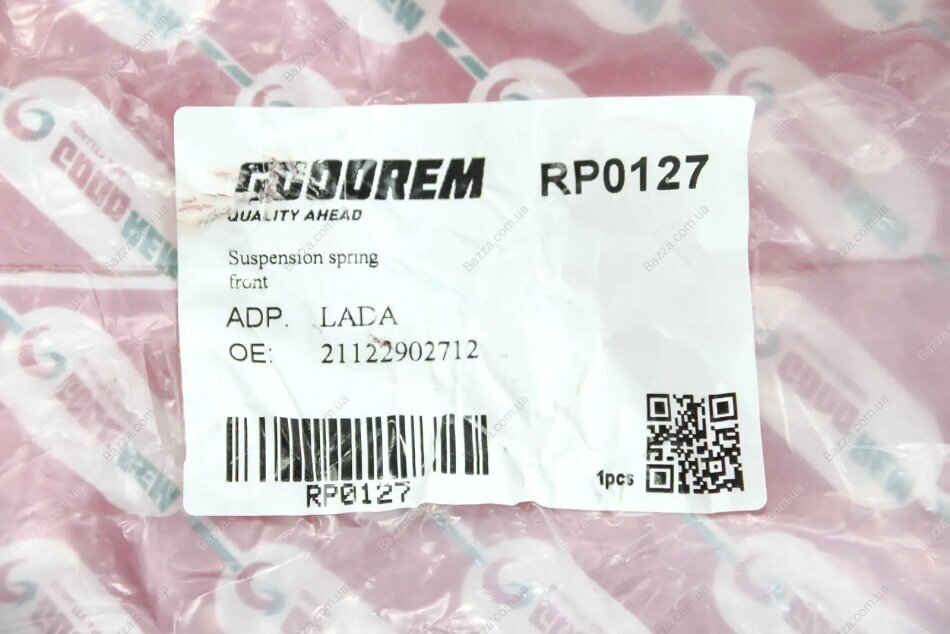 GOODREM RP0127
QUALITY AHEAD
Suspension spring
front
ADP. LADA
OE: 21122902712
RP0127
1pcs